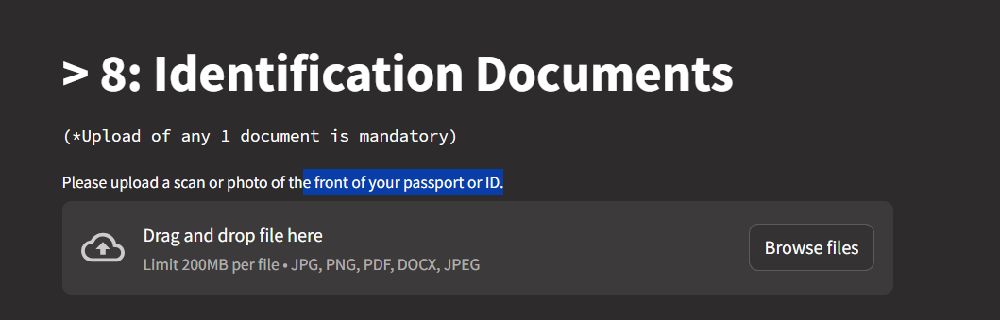 > 8: Identification Documents
(*Upload of any 1 document is mandatory)
Please upload a scan or photo of the front of your passport or ID.
Drag and drop file here
Limit 200MB per file • JPG, PNG, PDF, DOCX, JPEG
Browse files